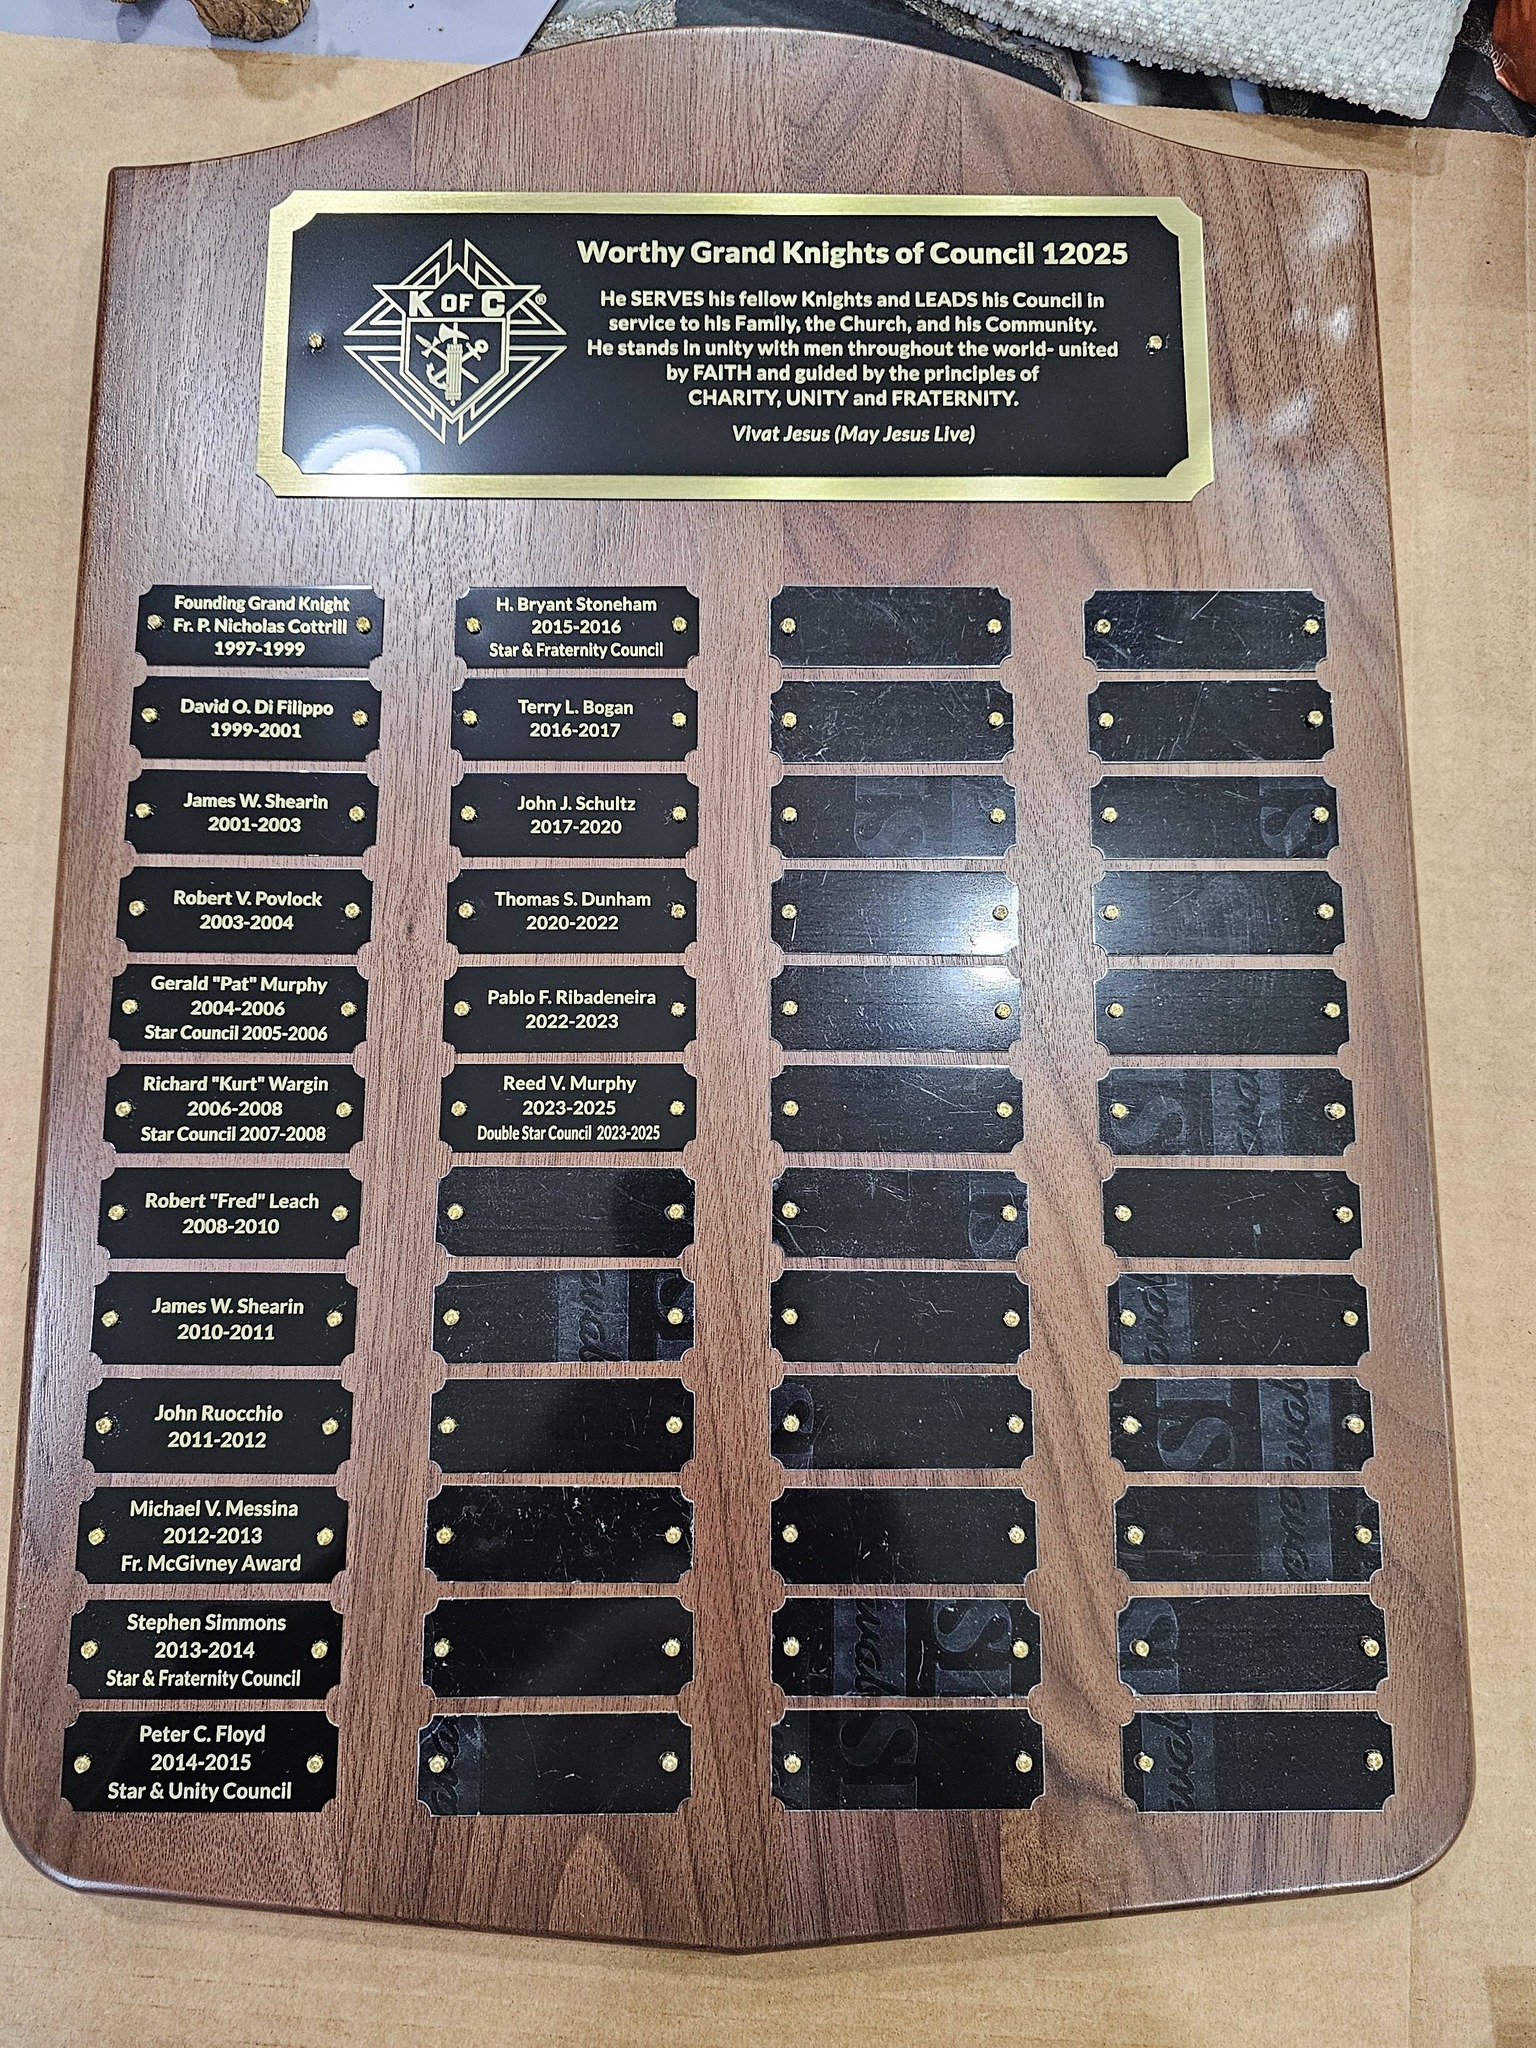 K OF C ®
Worthy Grand Knights of Council 12025
He SERVES his fellow Knights and LEADS his Council in
service to his Family, the Church, and his Community.
He stands in unity with men throughout the world- united
by FAITH and guided by the principles of
CHARITY, UNITY and FRATERNITY.
Vivat Jesus (May Jesus Live)
Founding Grand Knight
Fr. P. Nicholas Cottrill
1997-1999
David O. Di Filippo
1999-2001
James W. Shearin
2001-2003
Robert V. Povlock
2003-2004
Gerald "Pat" Murphy
2004-2006
Star Council 2005-2006
Richard "Kurt" Wargin
2006-2008
Star Council 2007-2008
Robert "Fred" Leach
2008-2010
James W. Shearin
2010-2011
John Ruocchio
2011-2012
Michael V. Messina
2012-2013
Fr. McGivney Award
Stephen Simmons
2013-2014
Star & Fraternity Council
Peter C. Floyd
2014-2015
Star & Unity Council
H. Bryant Stoneham
2015-2016
Star & Fraternity Council
Terry L. Bogan
2016-2017
John J. Schultz
2017-2020
Thomas S. Dunham
2020-2022
Pablo F. Ribadeneira
2022-2023
Reed V. Murphy
2023-2025
Double Star Council 2023-2025